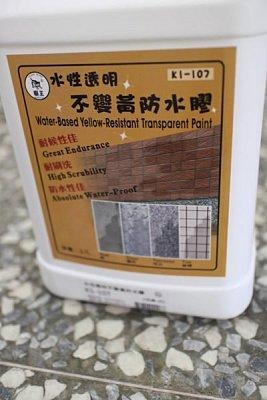 水性透明
K1-107
不變黃防水膠
Water-Based Yellow-Resistant Transparent Paint
耐候性佳
Great Endurance
耐刷洗
High Scrubility
防水性佳
Absolute Water-Proof